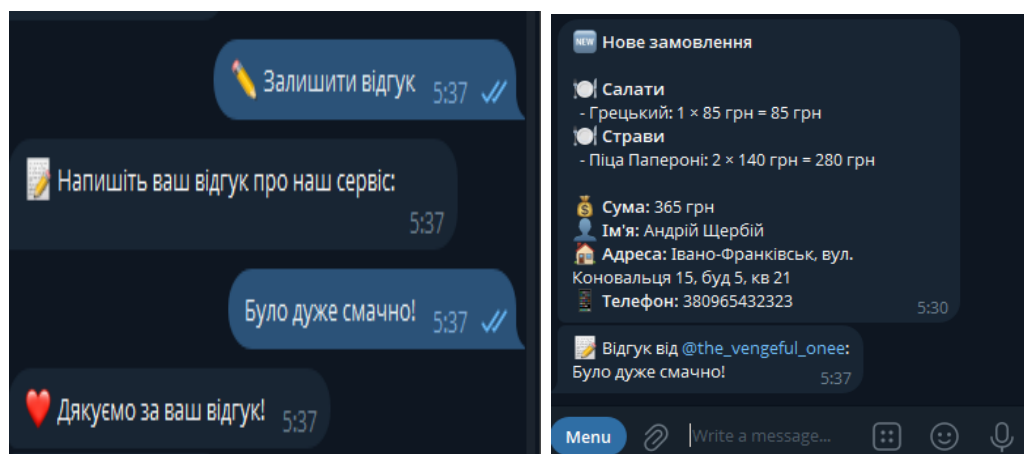 Залишити відгук 5:37
Напишіть ваш відгук про наш сервіс:
5:37
Було дуже смачно! 5:37
Дякуємо за ваш відгук! 5:37
NEW Нове замовлення
Салати
- Грецький: 1 × 85 грн = 85 грн
Страви
- Піца Папероні: 2 × 140 грн = 280 грн
Сума: 365 грн
Ім'я: Андрій Щербій
Адреса: Івано-Франківськ, вул.
Коновальця 15, буд 5, кв 21
Телефон: 380965432323
5:30
Відгук від @the_vengeful_onee:
Було дуже смачно! 5:37
Menu Write a message...